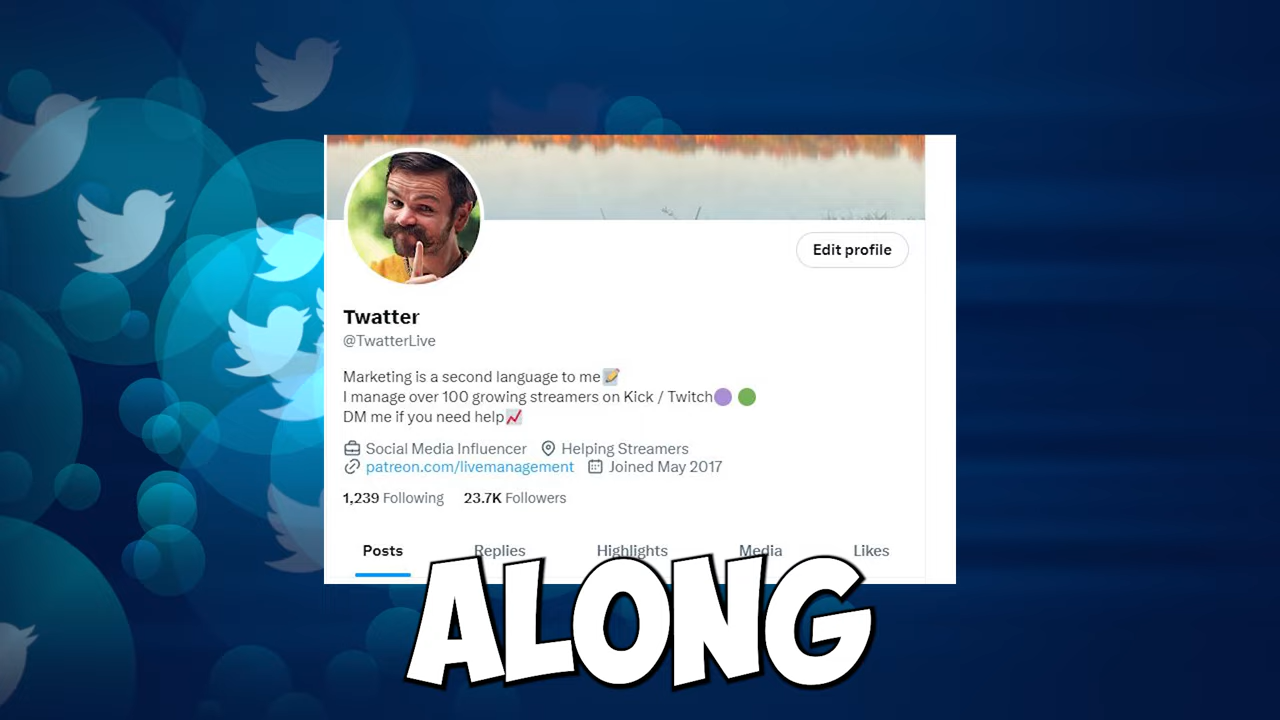 Edit profile
Twatter
@TwatterLive
Marketing is a second language to me📝
I manage over 100 growing streamers on Kick / Twitch🟣 🟢
DM me if you need help📈
Social Media Influencer Helping Streamers
patreon.com/livemanagement Joined May 2017
1,239 Following 23.7K Followers
Posts Replies Highlights Media Likes
ALONG